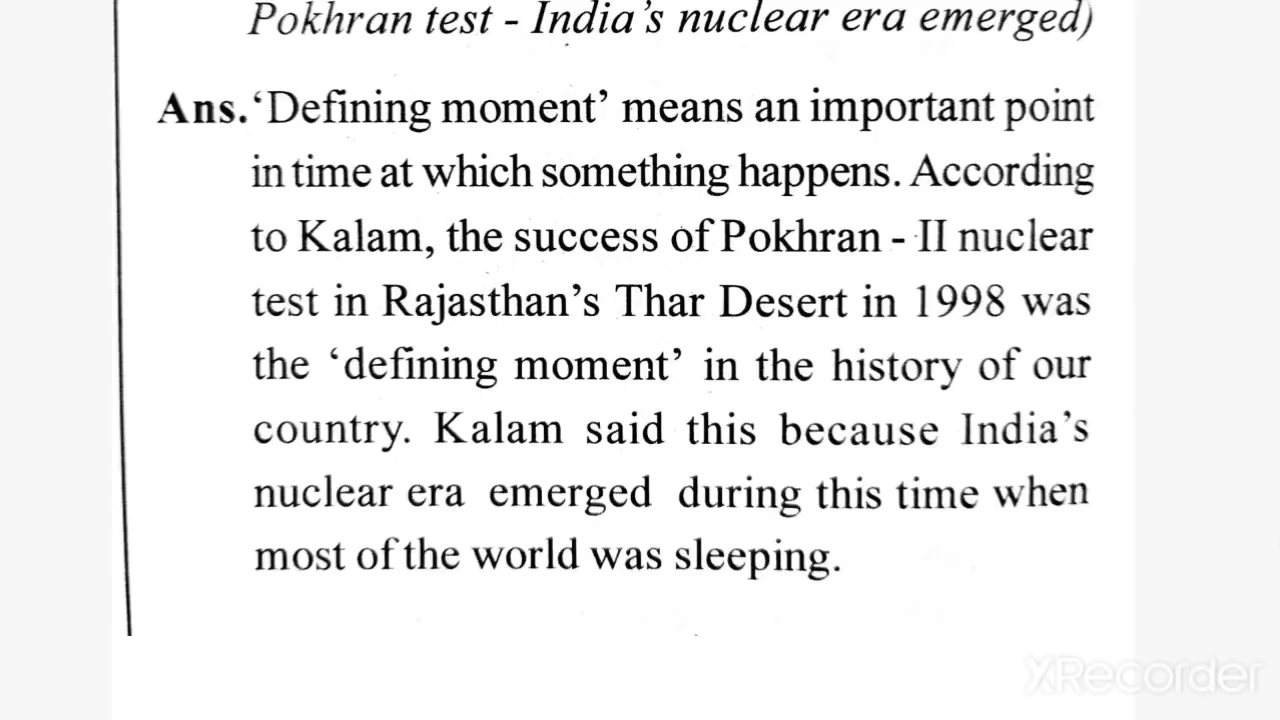 Pokhran test - India's nuclear era emerged)
Ans. 'Defining moment' means an important point
in time at which something happens. According
to Kalam, the success of Pokhran - II nuclear
test in Rajasthan's Thar Desert in 1998 was
the 'defining moment' in the history of our
country. Kalam said this because India's
nuclear era emerged during this time when
most of the world was sleeping.
XRecorder